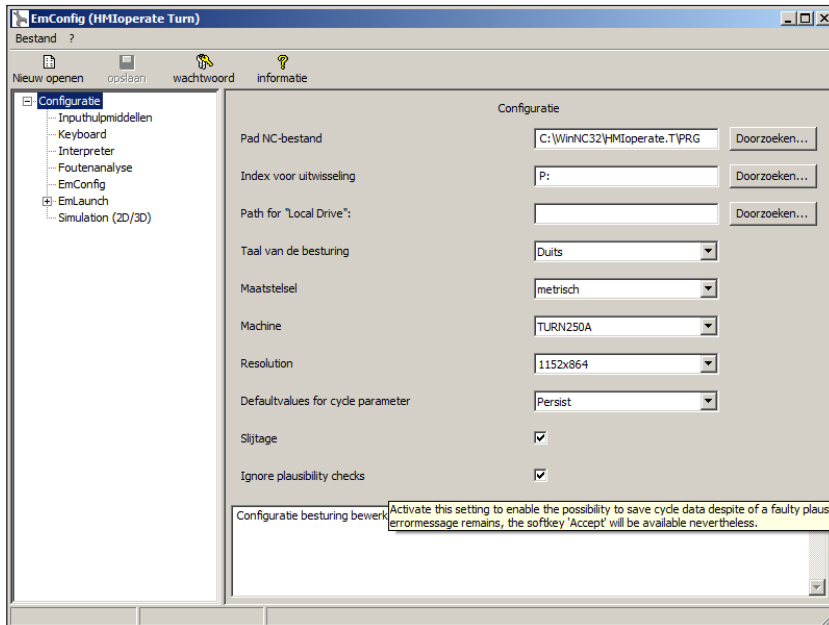 EmConfig (HMIoperate Turn)
Bestand ?
Nieuw openen opslaan wachtwoord informatie
Configuratie
Inputhulpmiddellen
Keyboard
Interpreter
Foutenanalyse
EmConfig
EmLaunch
Simulation (2D/3D)
Configuratie
Pad NC-bestand C:\WinNC32\HMIoperate.T\PRG Doorzoeken...
Index voor uitwisseling P: Doorzoeken...
Path for "Local Drive": Doorzoeken...
Taal van de besturing Duits
Maatstelsel metrisch
Machine TURN250A
Resolution 1152x864
Defaultvalues for cycle parameter Persist
Slijtage
Ignore plausibility checks
Configuratie besturing bewerk
Activate this setting to enable the possibility to save cycle data despite of a faulty plaus
errormessage remains, the softkey 'Accept' will be available nevertheless.